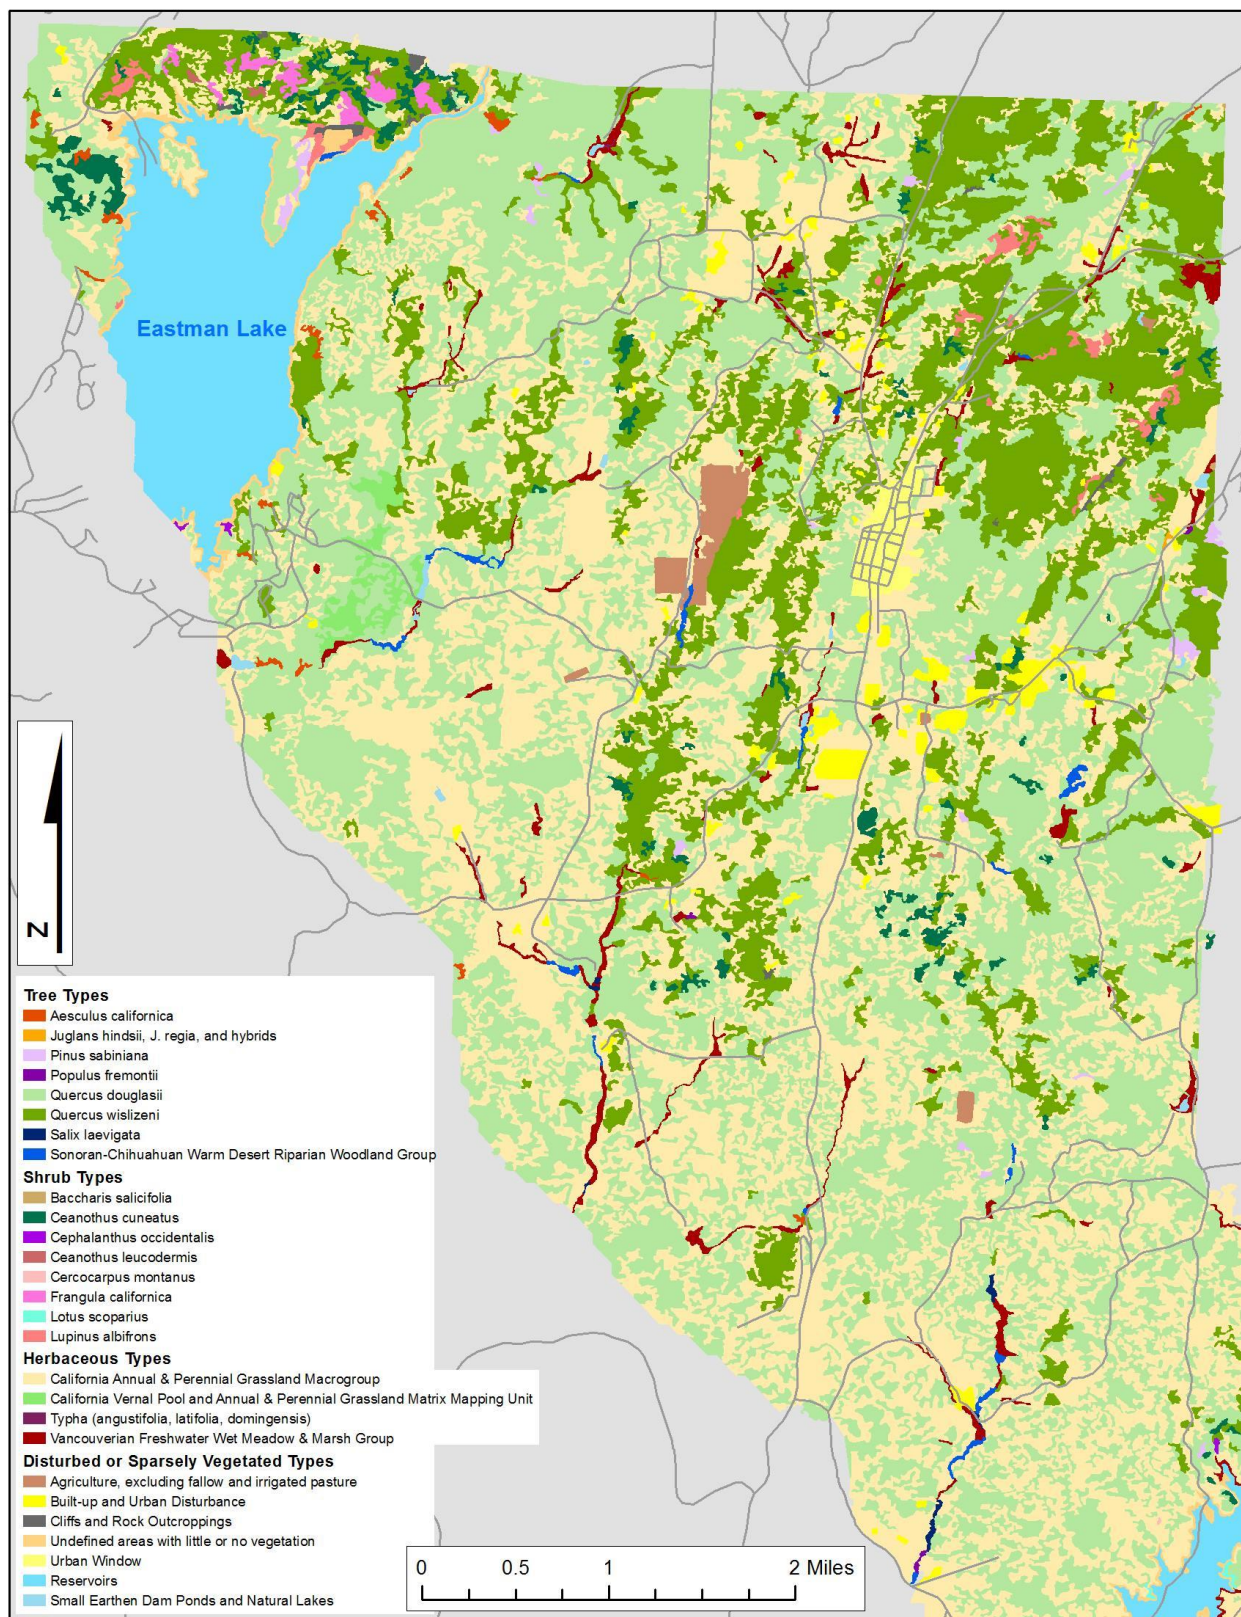 Eastman Lake
N
Tree Types
Aesculus californica
Juglans hindsii, J. regia, and hybrids
Pinus sabiniana
Populus fremontii
Quercus douglasii
Quercus wislizeni
Salix laevigata
Sonoran-Chihuahuan Warm Desert Riparian Woodland Group
Shrub Types
Baccharis salicifolia
Ceanothus cuneatus
Cephalanthus occidentalis
Ceanothus leucodermis
Cercocarpus montanus
Frangula californica
Lotus scoparius
Lupinus albifrons
Herbaceous Types
California Annual & Perennial Grassland Macrogroup
California Vernal Pool and Annual & Perennial Grassland Matrix Mapping Unit
Typha (angustifolia, latifolia, domingensis)
Vancouverian Freshwater Wet Meadow & Marsh Group
Disturbed or Sparsely Vegetated Types
Agriculture, excluding fallow and irrigated pasture
Built-up and Urban Disturbance
Cliffs and Rock Outcroppings
Undefined areas with little or no vegetation
Urban Window
Reservoirs
Small Earthen Dam Ponds and Natural Lakes
0 0.5 1 2 Miles